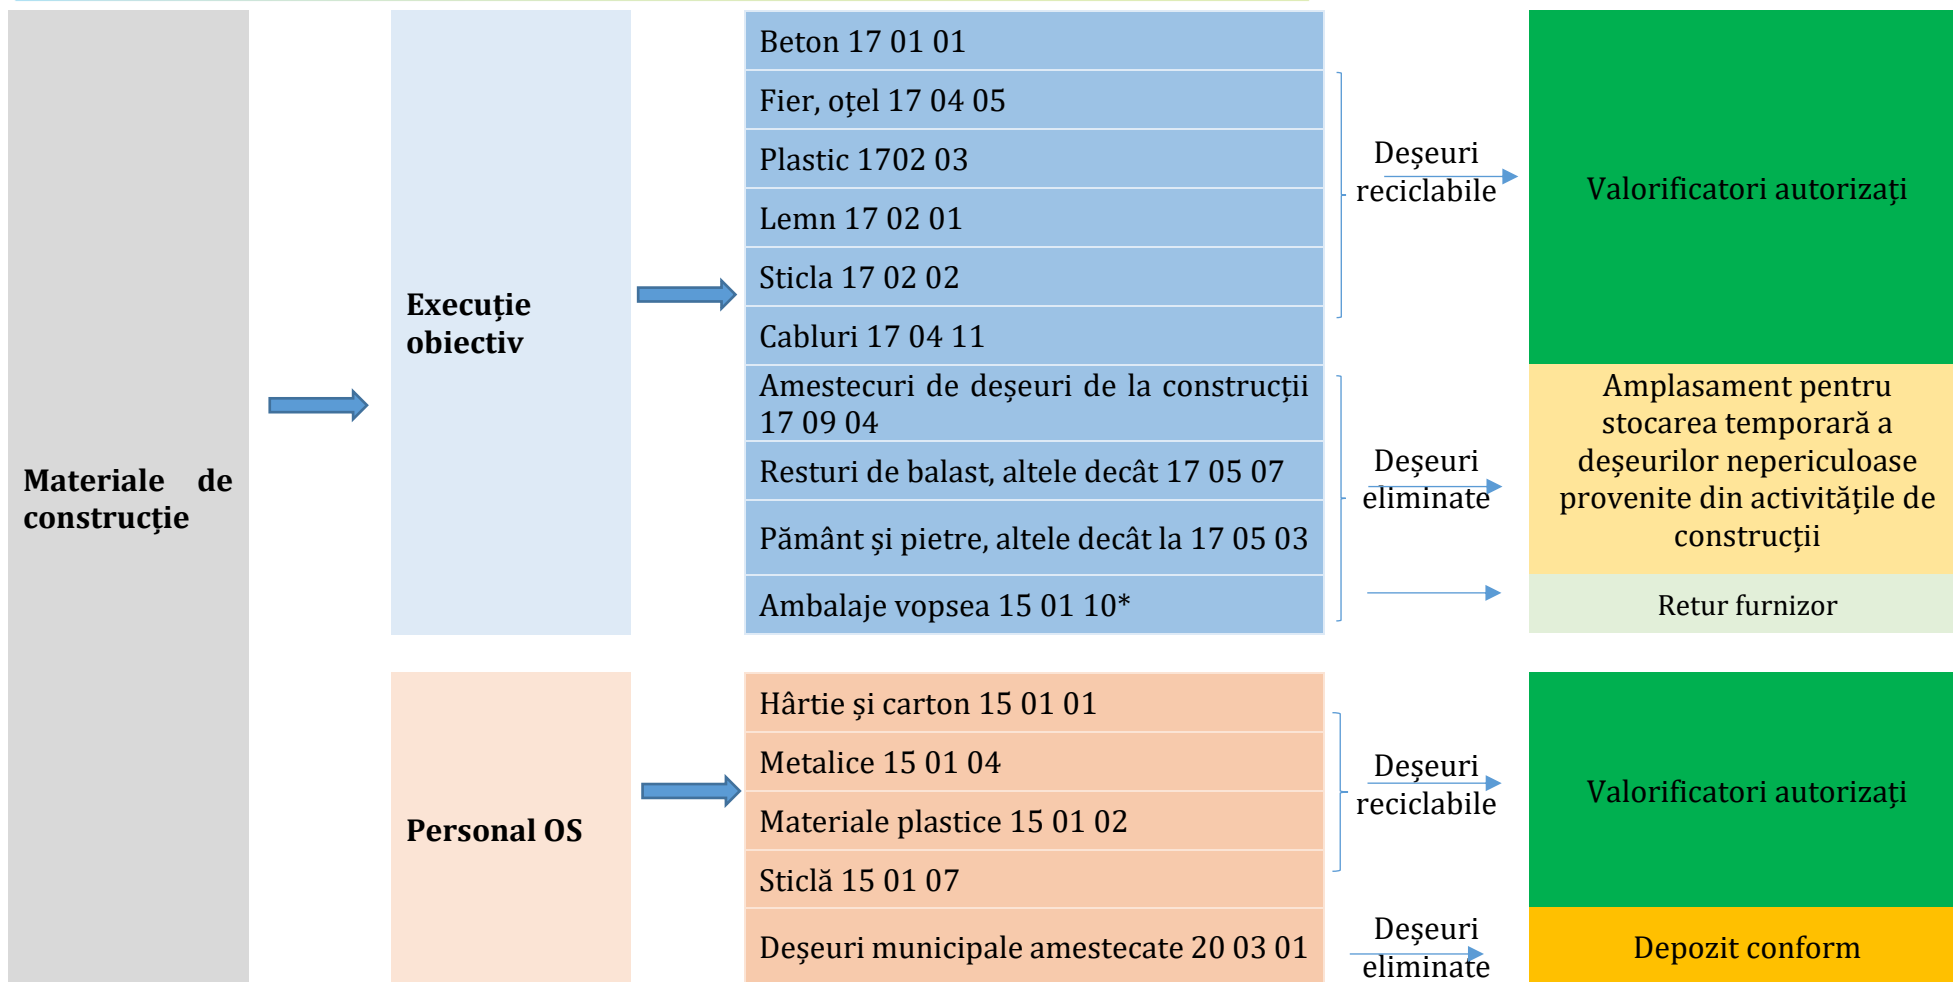 Materiale de
construcție
Execuție
obiectiv
Beton 17 01 01
Fier, oțel 17 04 05
Plastic 1702 03
Lemn 17 02 01
Sticla 17 02 02
Cabluri 17 04 11
Amestecuri de deșeuri de la construcții
17 09 04
Resturi de balast, altele decât 17 05 07
Pământ și pietre, altele decât la 17 05 03
Ambalaje vopsea 15 01 10*
Deșeuri
reciclabile
Deșeuri
eliminate
Valorificatori autorizați
Amplasament pentru
stocarea temporară a
deșeurilor nepericuloase
provenite din activitățile de
construcții
Retur furnizor
Personal OS
Hârtie și carton 15 01 01
Metalice 15 01 04
Materiale plastice 15 01 02
Sticlă 15 01 07
Deșeuri municipale amestecate 20 03 01
Deșeuri
reciclabile
Deșeuri
eliminate
Valorificatori autorizați
Depozit conform